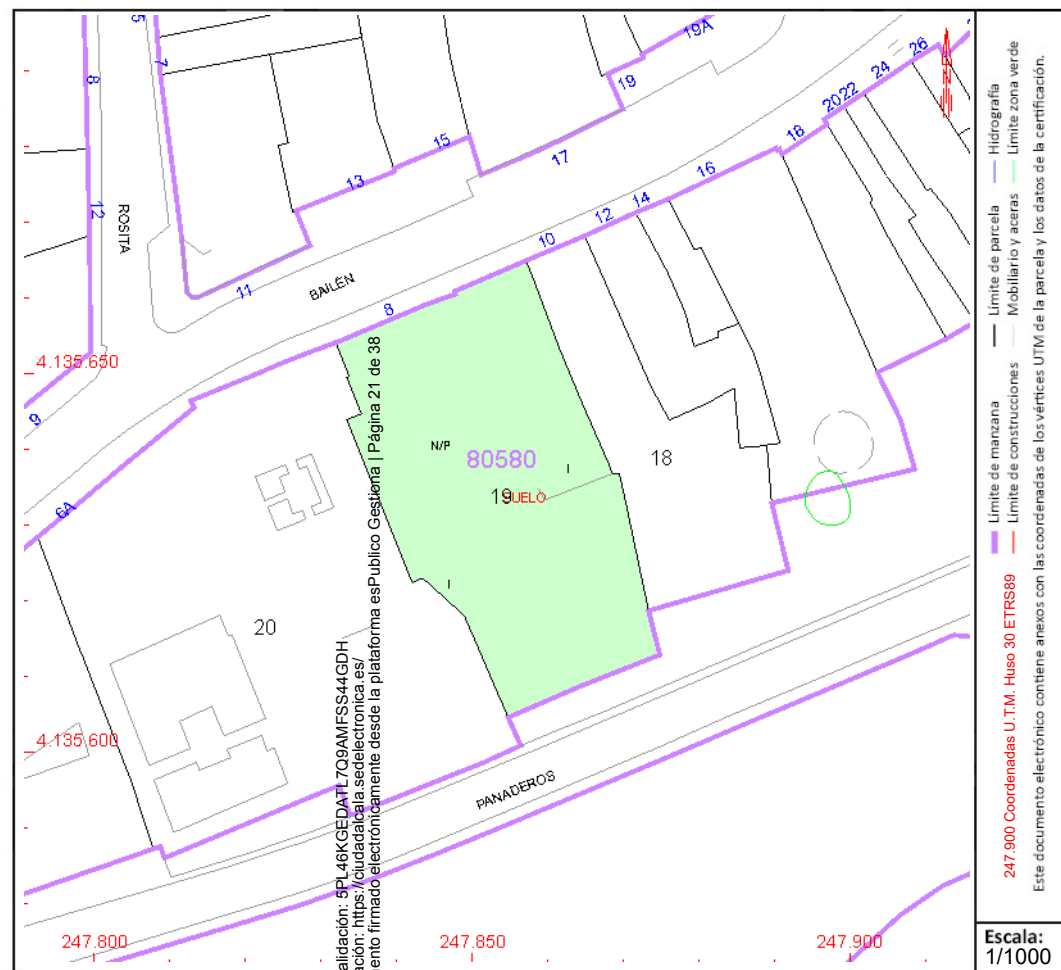 5
7
8
12
ROSITA
9
6A
11
13
15
17
19
19A
BAILÉN
8
10
12
14
16
18
20
22
24
26
4.135.650
4.135.600
N/P
80580
19
SUELO
I
I
18
20
PANADEROS
247.800
247.850
247.900
alidación: 5PL46KGEDATL7Q9AMFSS44GDH
ación: https://ciudadalcala.sedelectronica.es/
ento firmado electrónicamente desde la plataforma esPublico Gestiona | Página 21 de 38
247.900 Coordenadas U.T.M. Huso 30 ETRS89
Límite de manzana
Límite de parcela
Hidrografía
Límite de construcciones
Mobiliario y aceras
Límite zona verde
Este documento electrónico contiene anexos con las coordenadas de los vértices UTM de la parcela y los datos de la certificación.
Escala:
1/1000